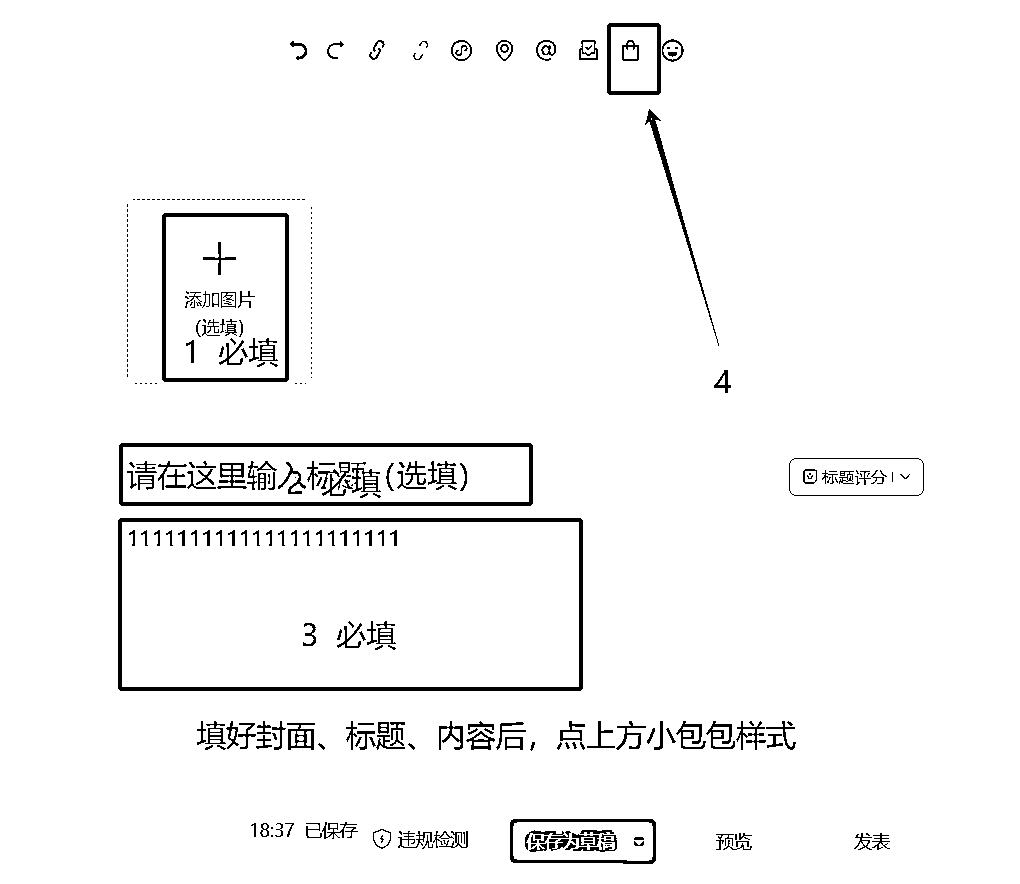 添加图片
(选填)
1 必填
4
请在这里输入标题 (选填)
2 必填
标题评分
11111111111111111111111
3 必填
填好封面、标题、内容后，点上方小包包样式
18:37 已保存 违规检测 保存为草稿 预览 发表